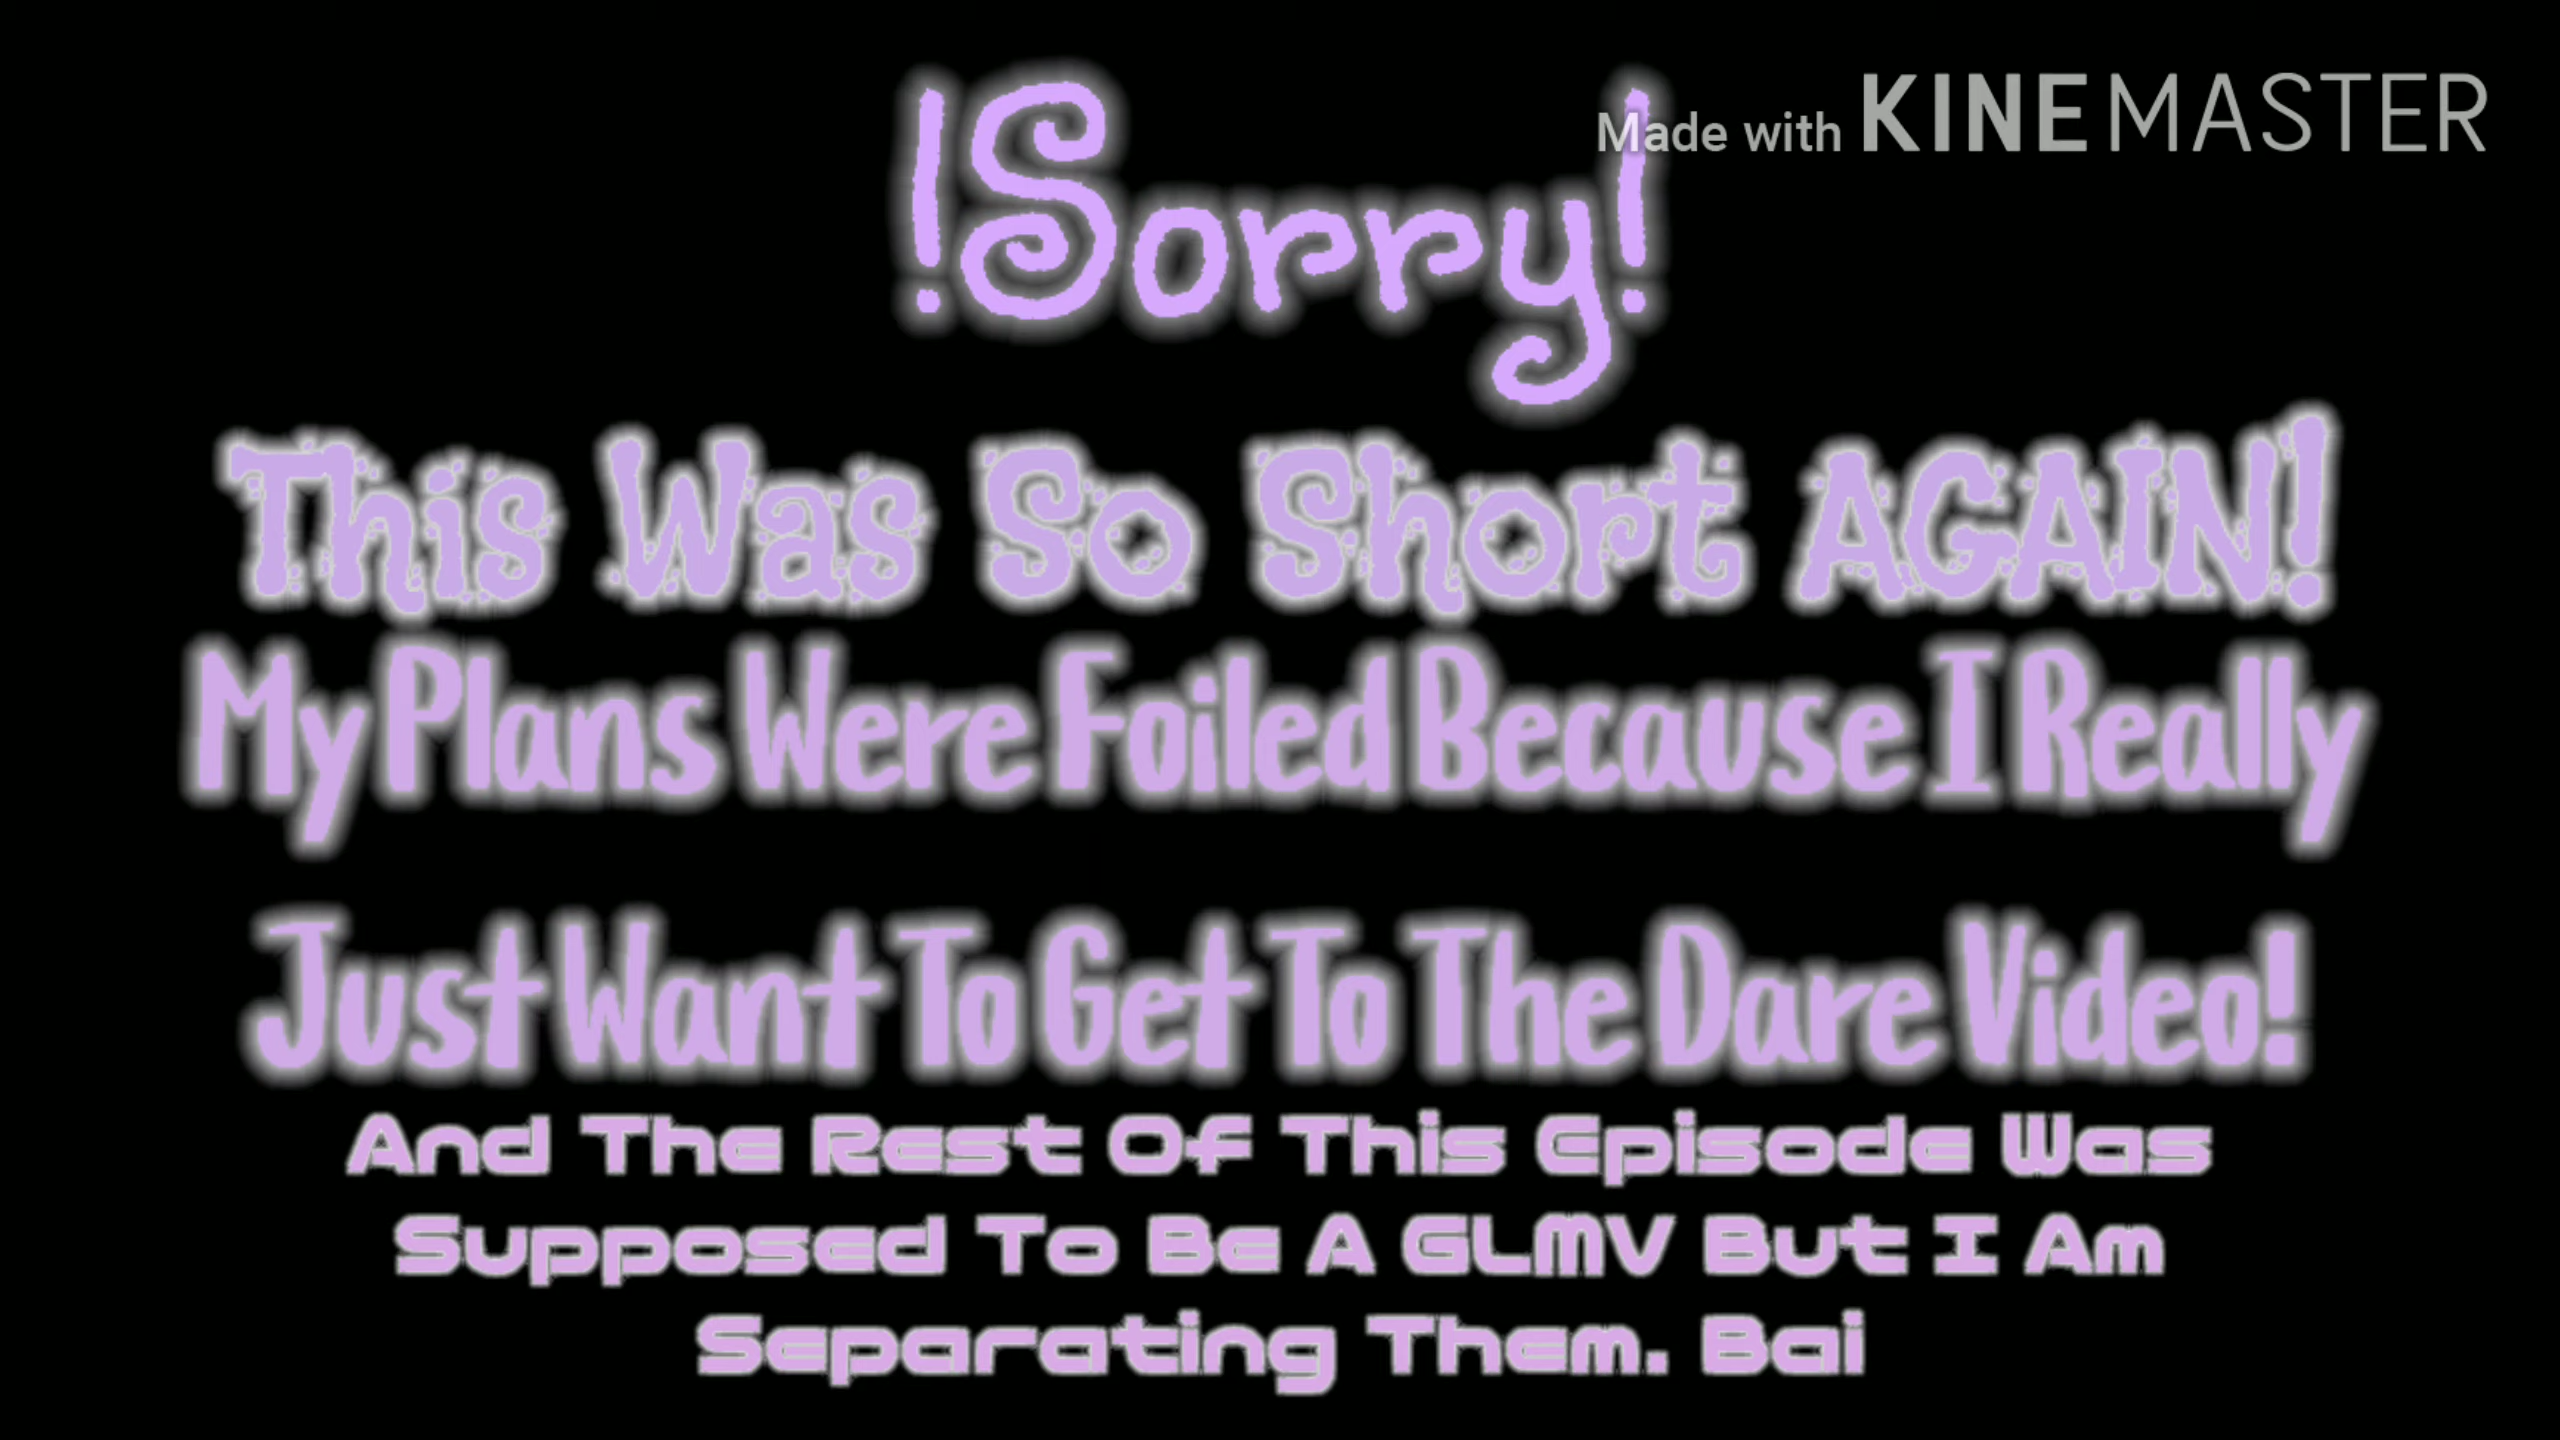 !Sorry!
Made with KINEMASTER
This Was So Short AGAIN!
My Plans Were Foiled Because I Really
Just Want To Get To The Dare Video!
And The Rest Of This Episode Was
Supposed To Be A GLMV But I Am
Separating Them. Bai